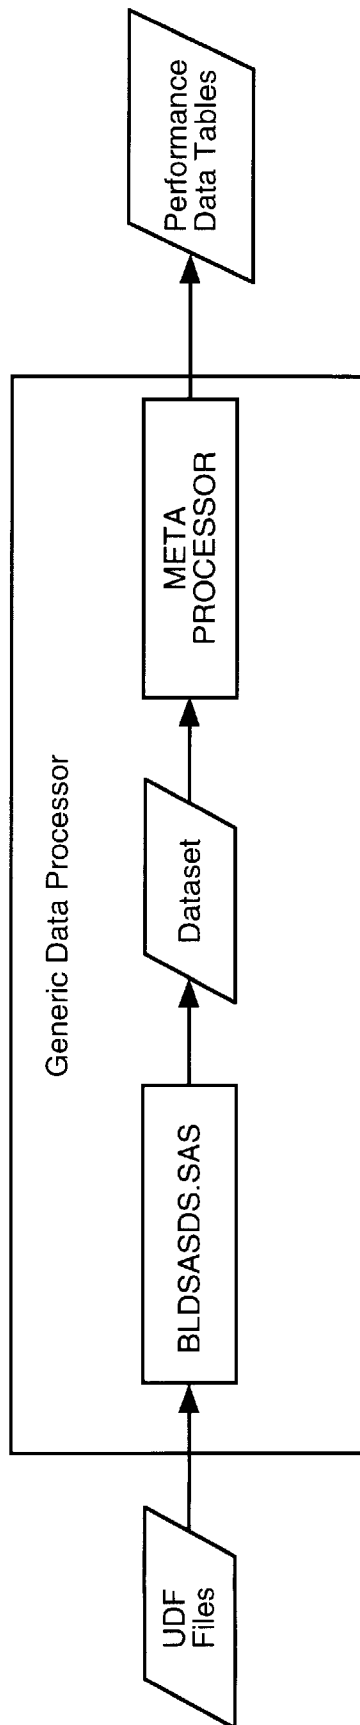 Generic Data Processor
UDF
Files
BLDSASDS.SAS
Dataset
META
PROCESSOR
Performance
Data Tables